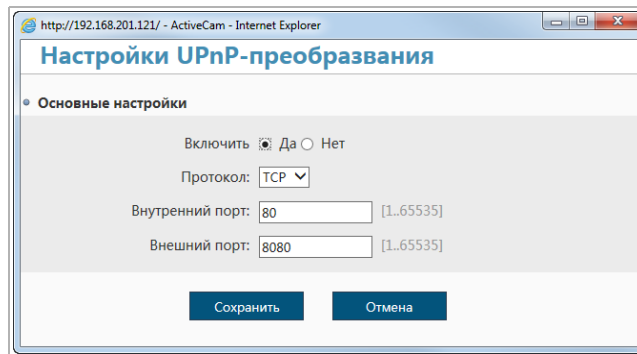 http://192.168.201.121/ - ActiveCam - Internet Explorer
Настройки UPnP-преобразвания
Основные настройки
Включить Да Нет
Протокол: TCP
Внутренний порт: 80 [1..65535]
Внешний порт: 8080 [1..65535]
Сохранить Отмена